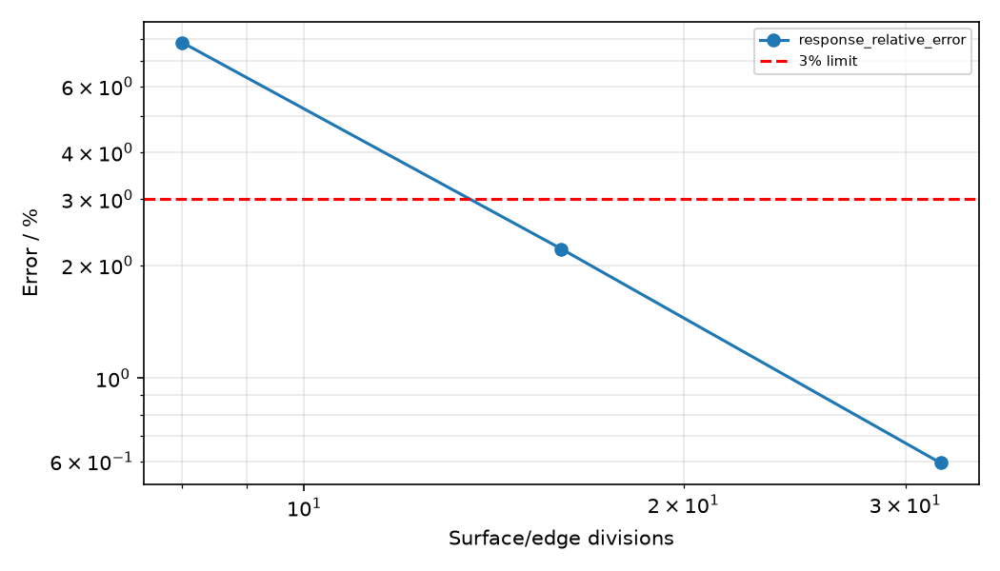 response_relative_error
3% limit
6 × 10⁰
4 × 10⁰
3 × 10⁰
2 × 10⁰
10⁰
6 × 10⁻¹
Error / %
10¹
2 × 10¹
3 × 10¹
Surface/edge divisions